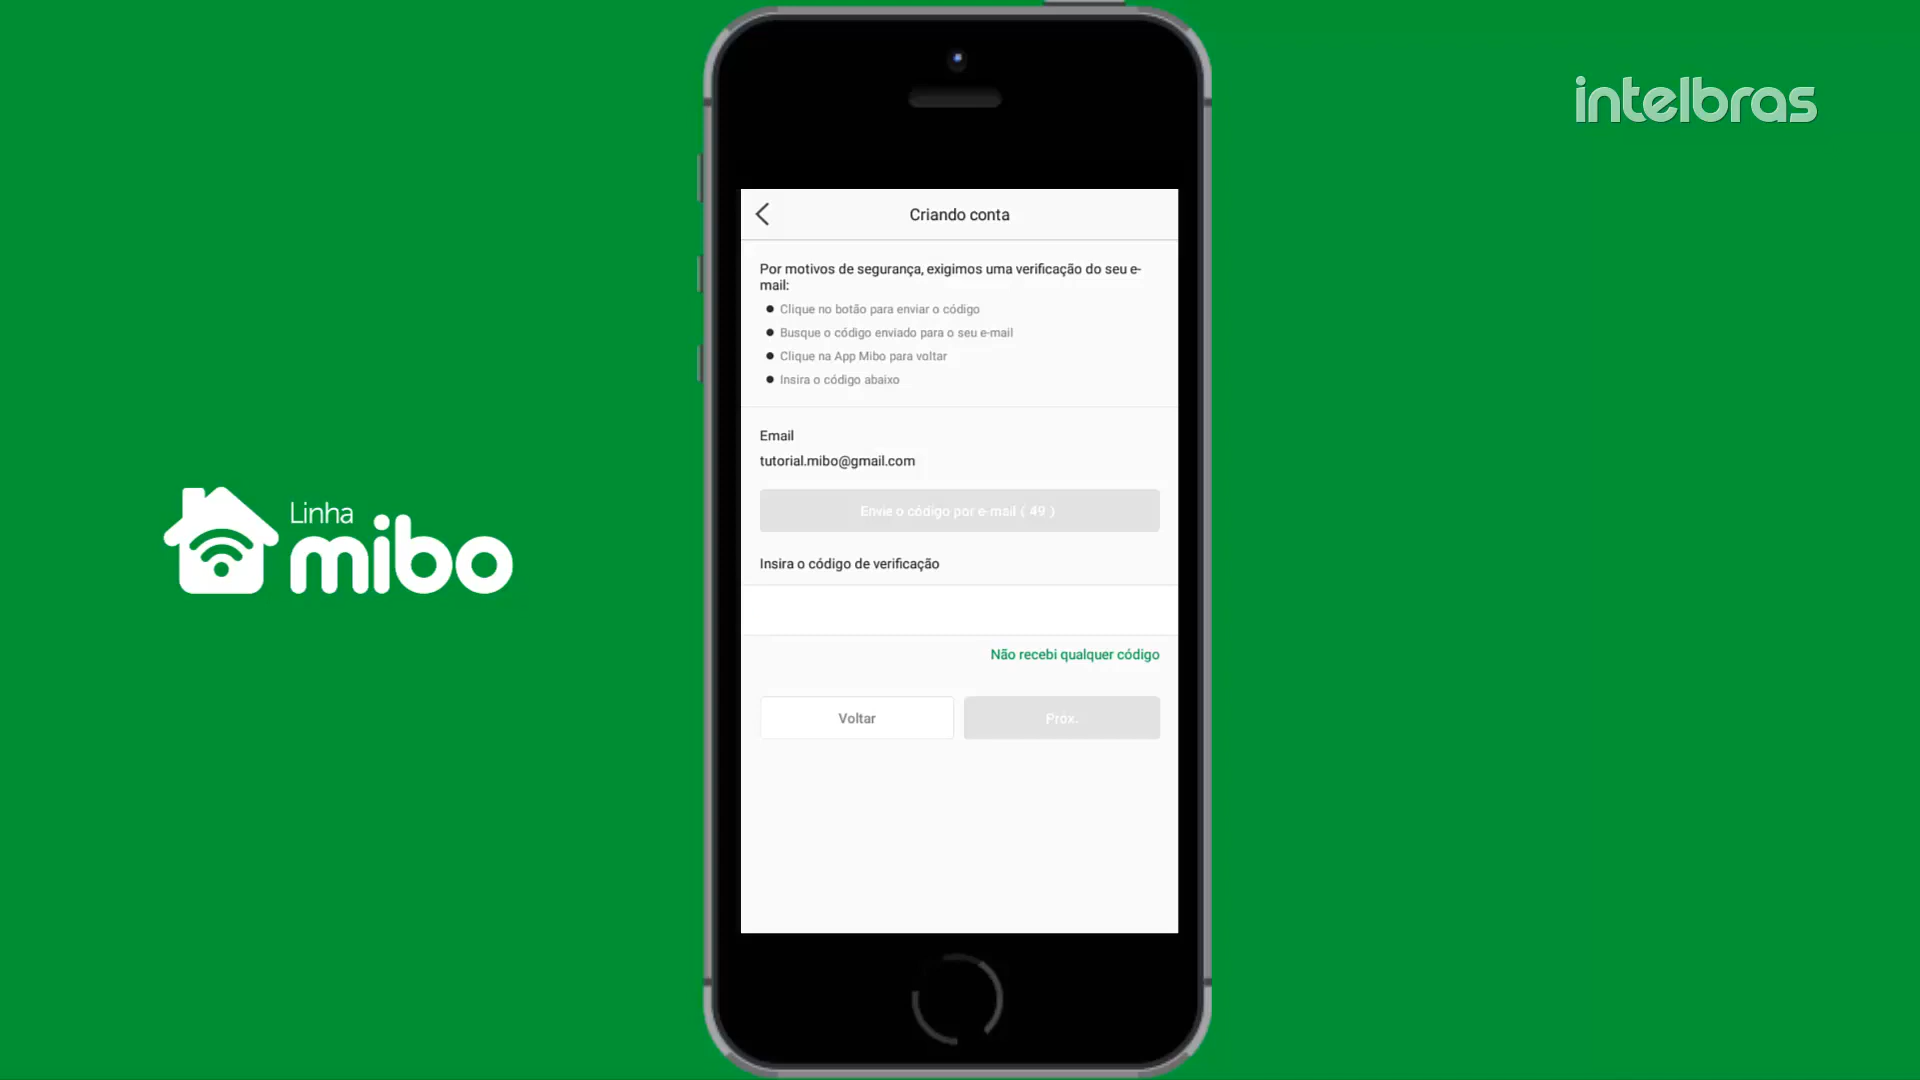 intelbras
Criando conta
Por motivos de segurança, exigimos uma verificação do seu e-
mail:
Clique no botão para enviar o código
Busque o código enviado para o seu e-mail
Clique na App Mibo para voltar
Insira o código abaixo
Email
tutorial.mibo@gmail.com
Envie o código por e-mail ( 49 )
Linha
mibo
Insira o código de verificação
Não recebi qualquer código
Voltar
Próx.